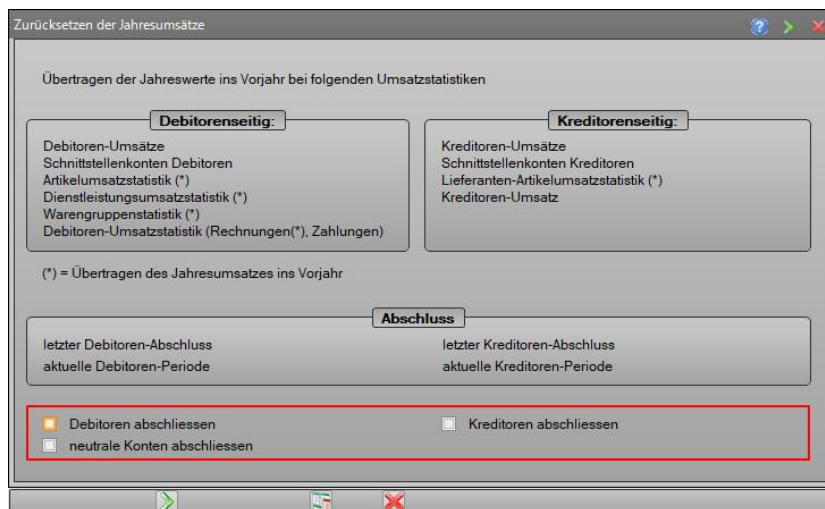 Zurücksetzen der Jahresumsätze
Übertragen der Jahreswerte ins Vorjahr bei folgenden Umsatzstatistiken
Debitorenseitig:
Debitoren-Umsätze
Schnittstellenkonten Debitoren
Artikelumsatzstatistik (*)
Dienstleistungsumsatzstatistik (*)
Warengruppenstatistik (*)
Debitoren-Umsatzstatistik (Rechnungen(*), Zahlungen)
Kreditorenseitig:
Kreditoren-Umsätze
Schnittstellenkonten Kreditoren
Lieferanten-Artikelumsatzstatistik (*)
Kreditoren-Umsatz
(*) = Übertragen des Jahresumsatzes ins Vorjahr
Abschluss
letzter Debitoren-Abschluss
aktuelle Debitoren-Periode
letzter Kreditoren-Abschluss
aktuelle Kreditoren-Periode
Debitoren abschliessen
neutrale Konten abschliessen
Kreditoren abschliessen